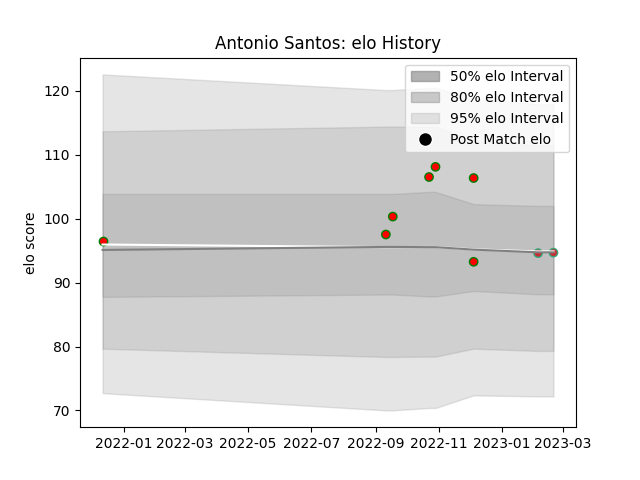 Antonio Santos: elo History
120
110
100
90
80
70
elo score
50% elo Interval
80% elo Interval
95% elo Interval
Post Match elo
2022-01 2022-03 2022-05 2022-07 2022-09 2022-11 2023-01 2023-03